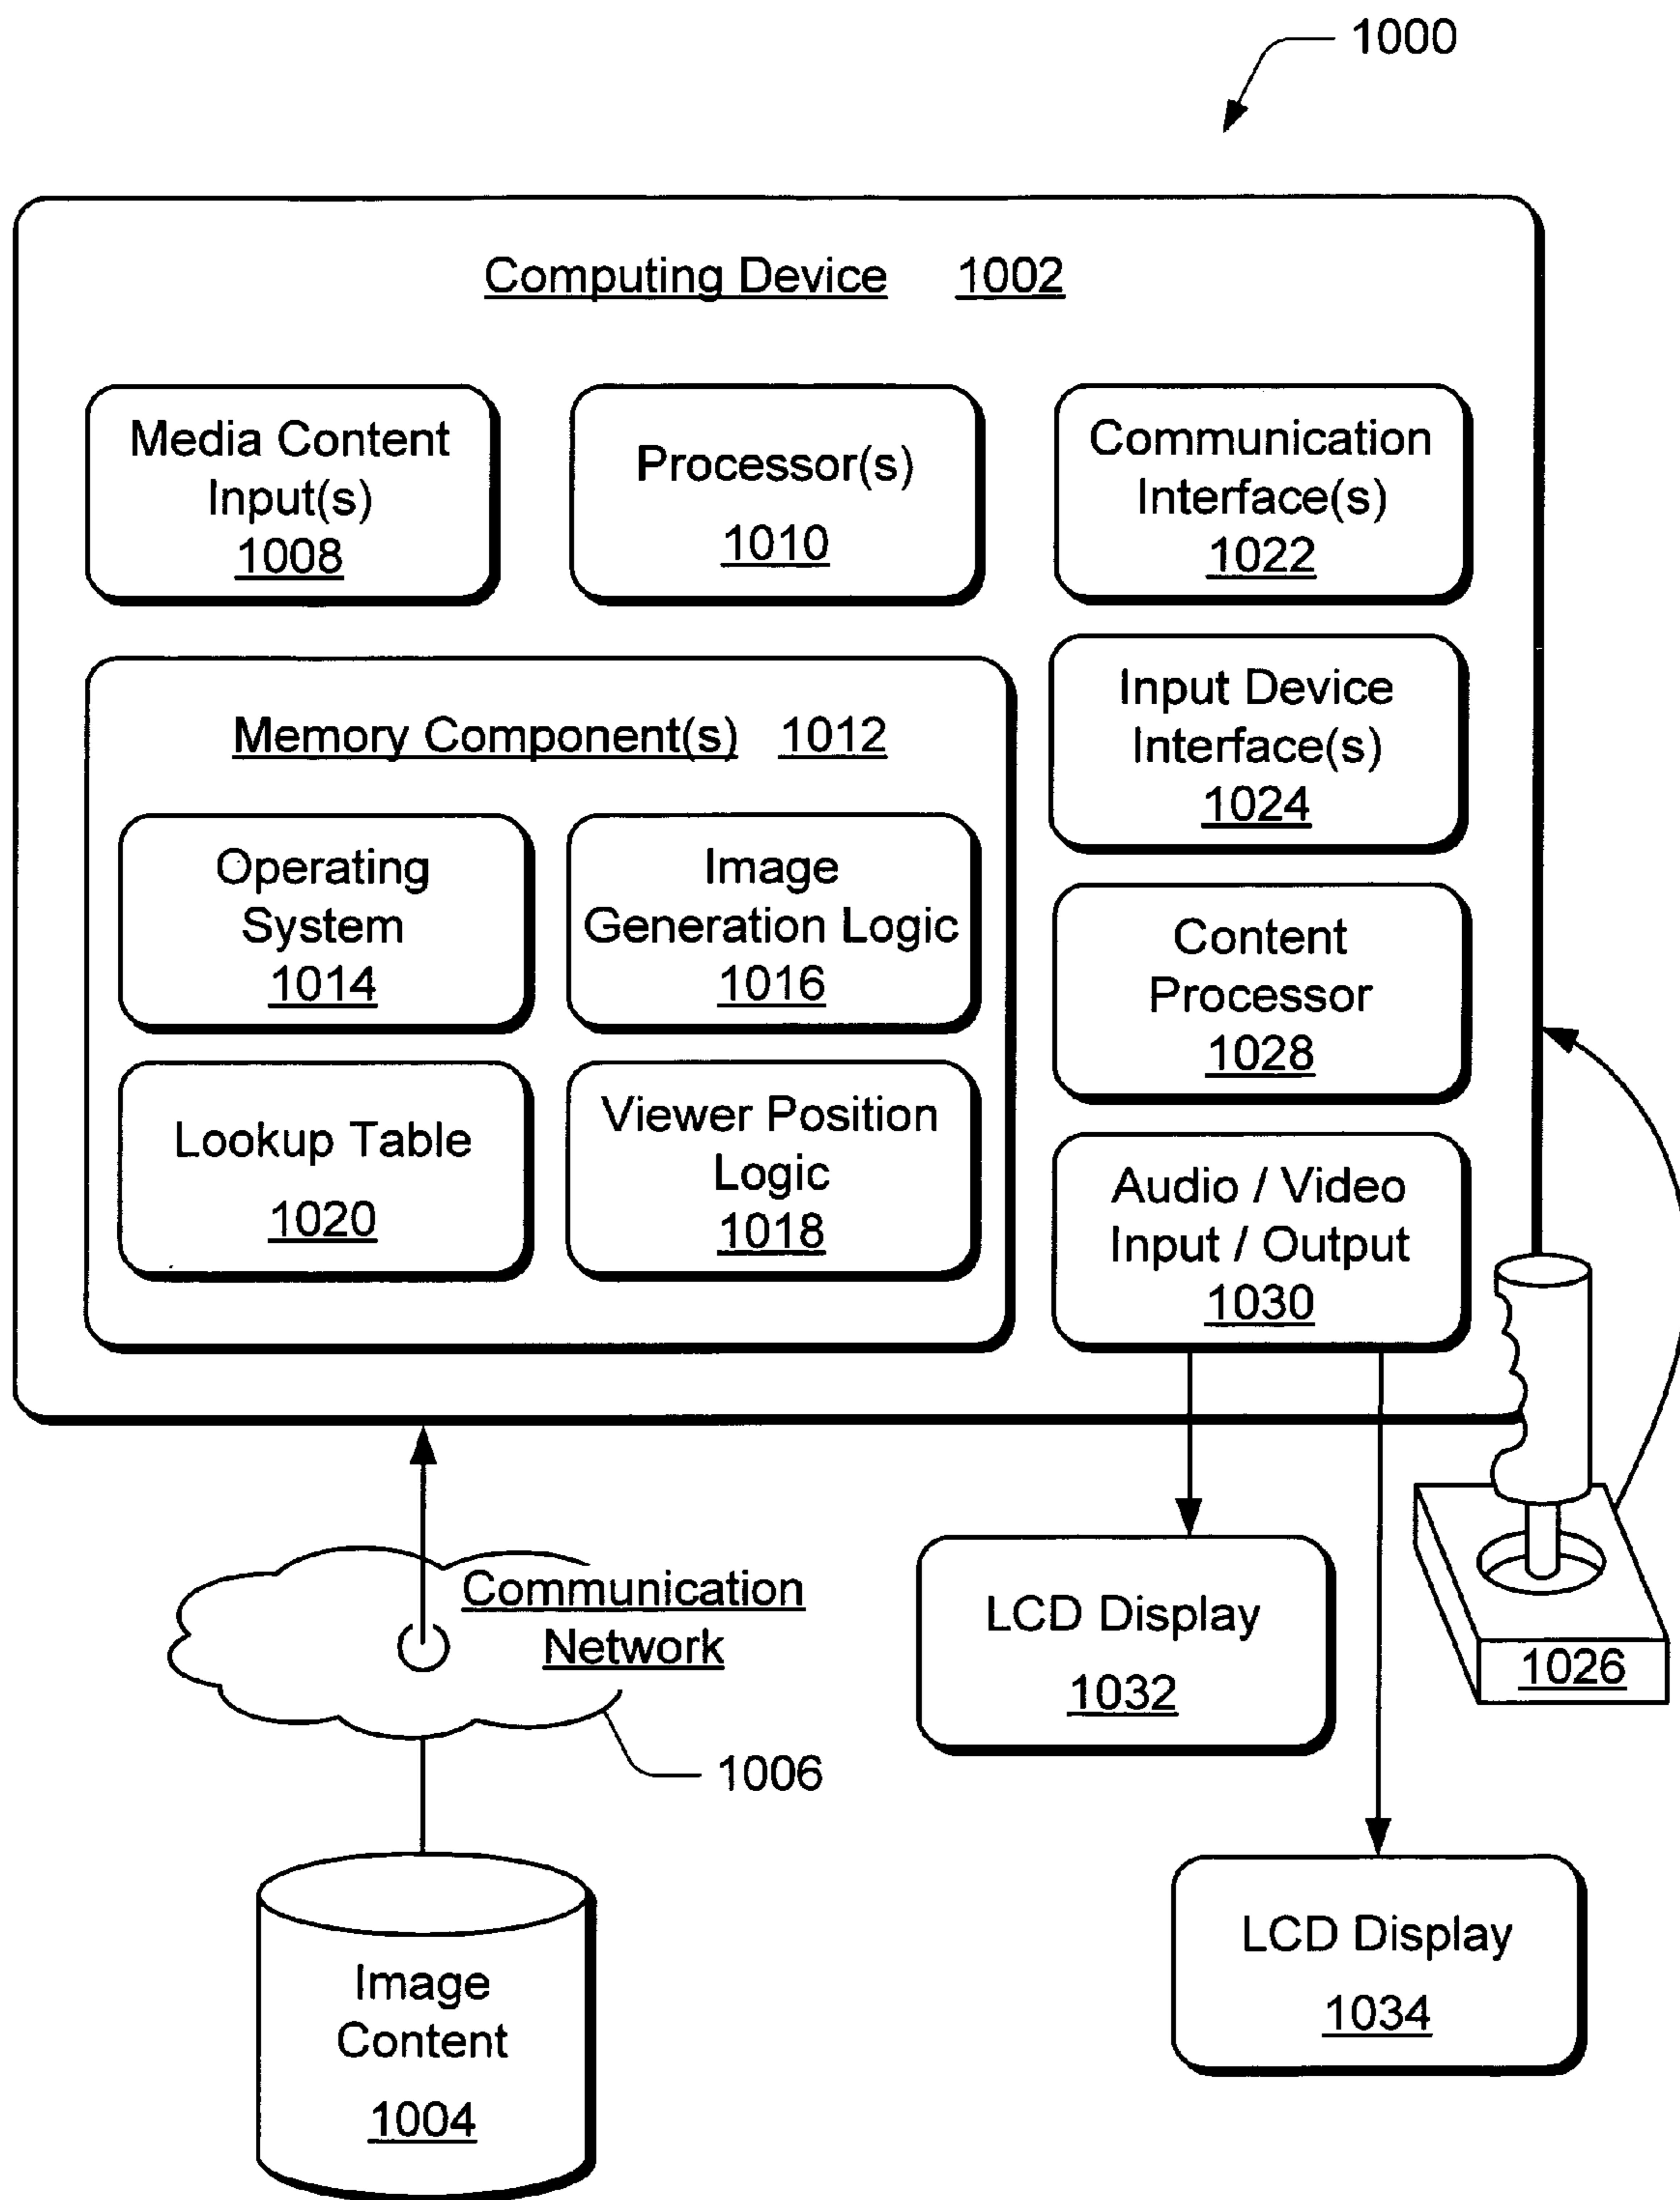 1000
Computing Device 1002
Media Content
Input(s)
1008
Processor(s)
1010
Communication
Interface(s)
1022
Memory Component(s) 1012
Operating
System
1014
Image
Generation Logic
1016
Lookup Table
1020
Viewer Position
Logic
1018
Input Device
Interface(s)
1024
Content
Processor
1028
Audio / Video
Input / Output
1030
1026
Communication
Network
1006
LCD Display
1032
LCD Display
1034
Image
Content
1004